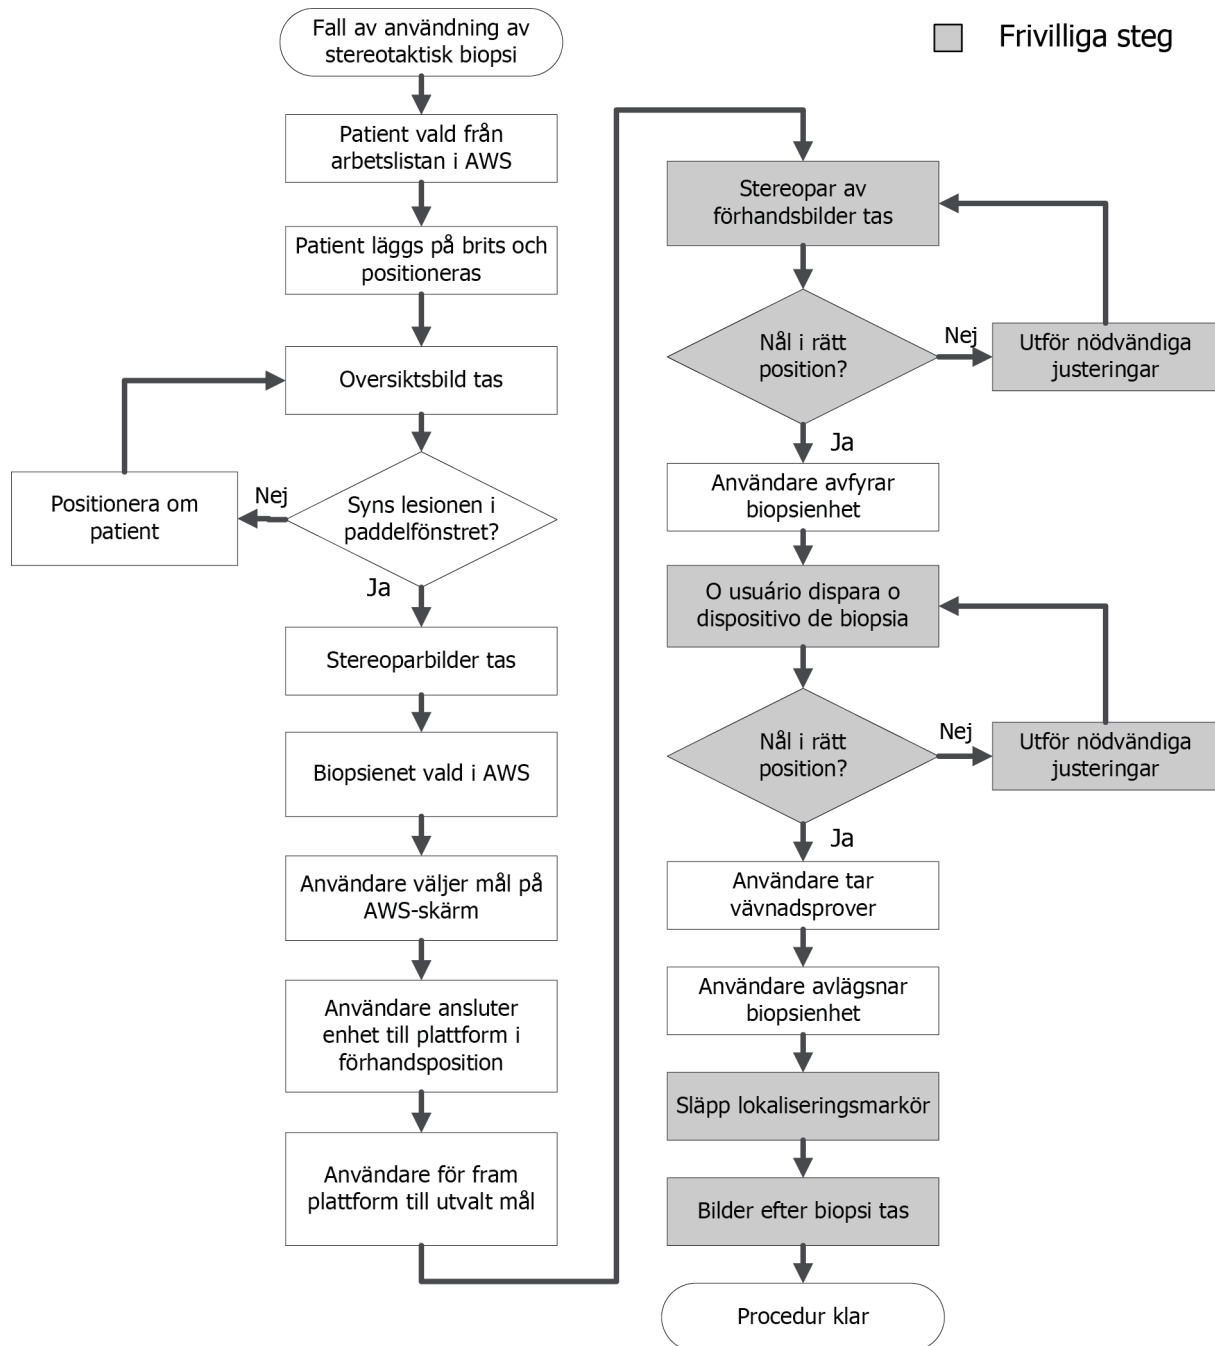 Fall av användning av
stereotaktisk biopsi
Frivilliga steg
Patient vald från
arbetslistan i AWS
Patient läggs på brits och
positioneras
Oversiktsbild tas
Syns lesionen i
paddelfönstret?
Nej
Positionera om
patient
Ja
Stereoparbilder tas
Biopsienet vald i AWS
Användare väljer mål på
AWS-skärm
Användare ansluter
enhet till plattform i
förhandsposition
Användare för fram
plattform till utvalt mål
Stereopar av
förhandsbilder tas
Nål i rätt
position?
Nej
Utför nödvändiga
justeringar
Ja
Användare avfyrar
biopsienhet
O usuário dispara o
dispositivo de biopsia
Nål i rätt
position?
Nej
Utför nödvändiga
justeringar
Ja
Användare tar
vävnadsprover
Användare avlägsnar
biopsienhet
Släpp lokaliseringsmarkör
Bilder efter biopsi tas
Procedur klar